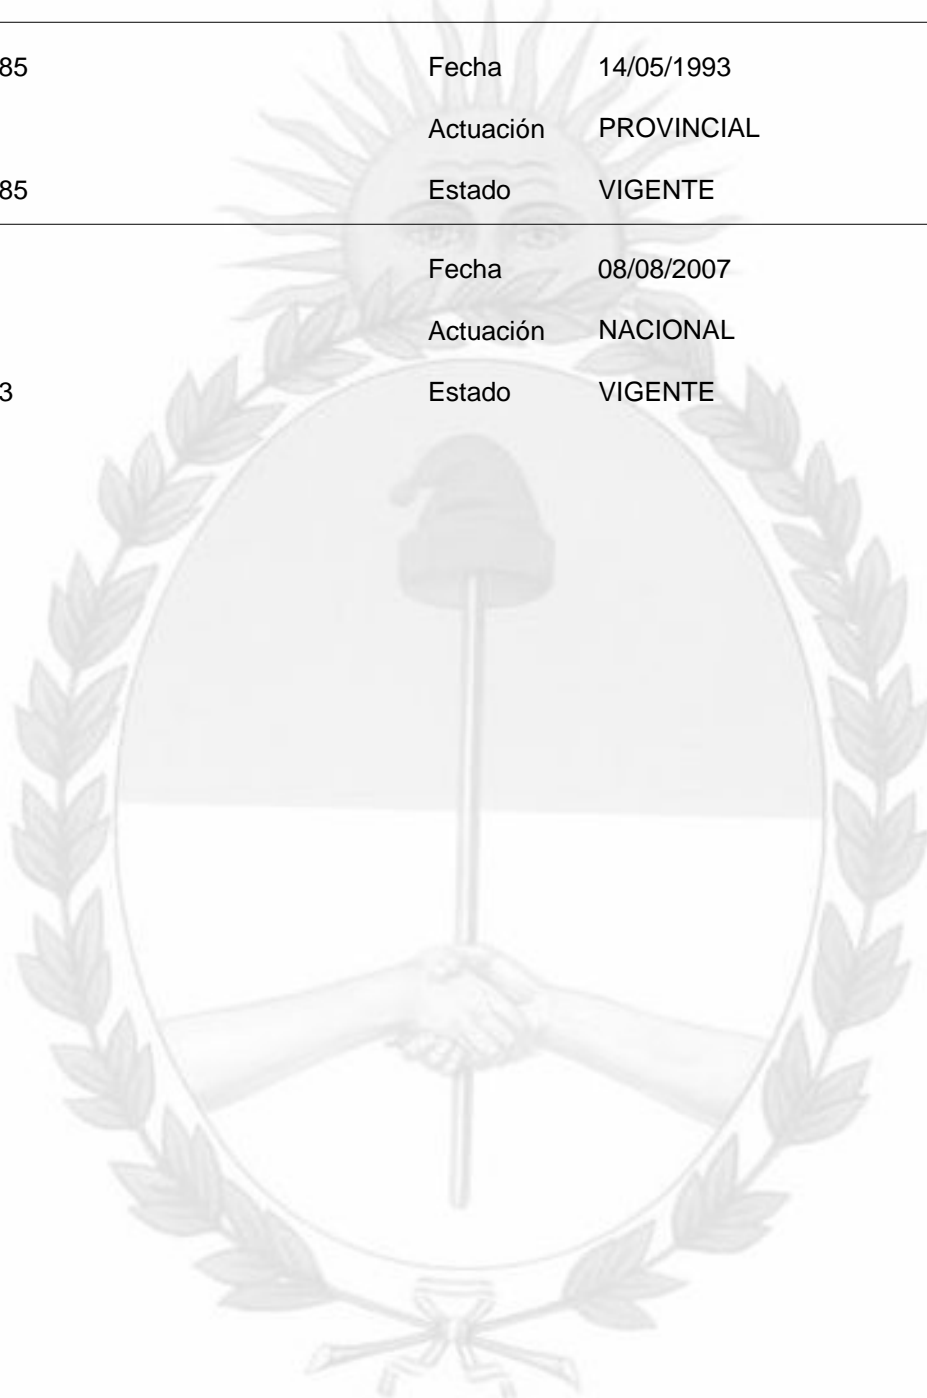 85 Fecha 14/05/1993
Actuación PROVINCIAL
85 Estado VIGENTE
Fecha 08/08/2007
Actuación NACIONAL
3 Estado VIGENTE